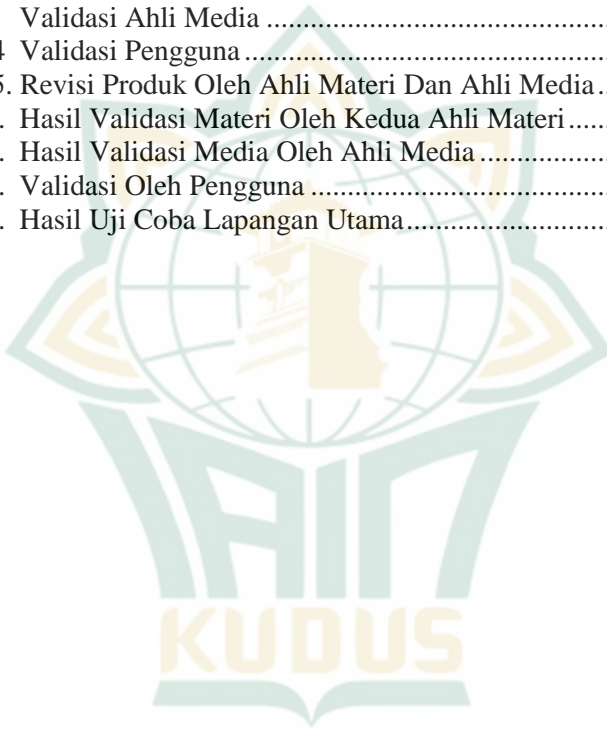 Validasi Ahli Media ............................................
4 Validasi Pengguna ...............................................
5. Revisi Produk Oleh Ahli Materi Dan Ahli Media ..
. Hasil Validasi Materi Oleh Kedua Ahli Materi .....
. Hasil Validasi Media Oleh Ahli Media .................
. Validasi Oleh Pengguna .......................................
. Hasil Uji Coba Lapangan Utama ..........................
IAIN
KUDUS